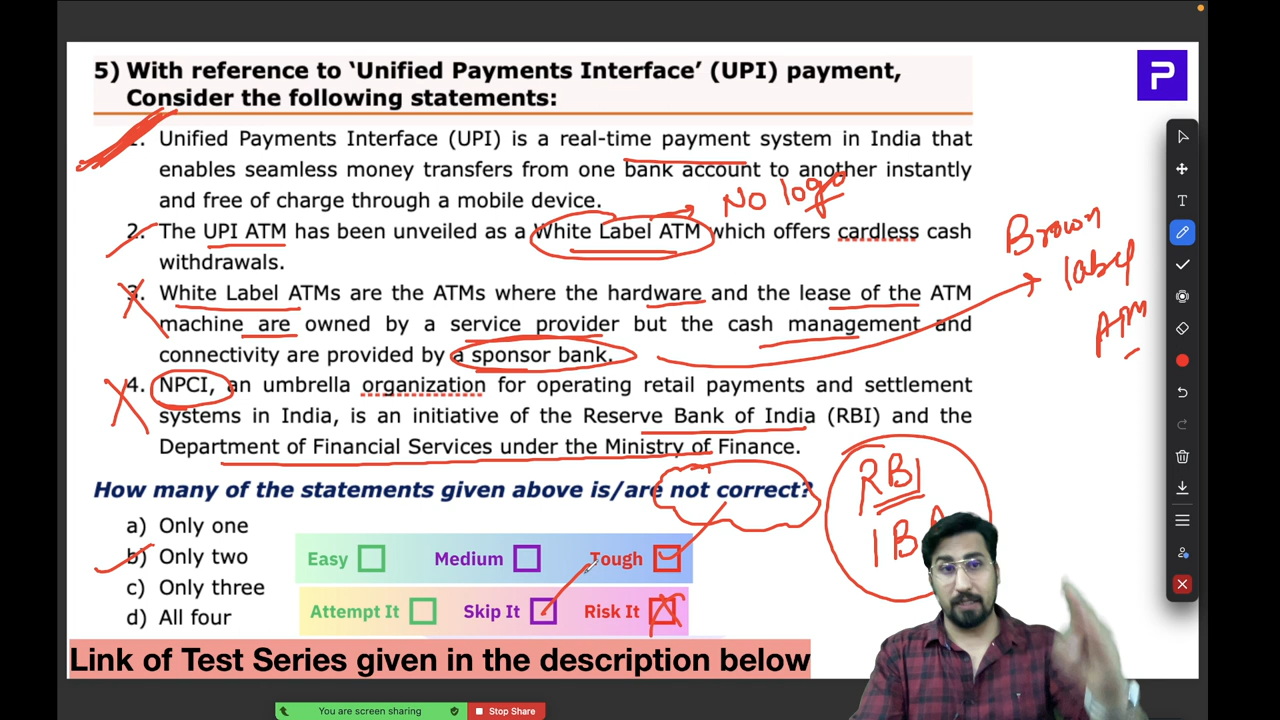 5) With reference to ‘Unified Payments Interface’ (UPI) payment,
Consider the following statements:
P
Unified Payments Interface (UPI) is a real-time payment system in India that
enables seamless money transfers from one bank account to another instantly
and free of charge through a mobile device.
No logo
2. The UPI ATM has been unveiled as a White Label ATM which offers cardless cash
withdrawals.
Brown
label
ATM
3. White Label ATMs are the ATMs where the hardware and the lease of the ATM
machine are owned by a service provider but the cash management and
connectivity are provided by a sponsor bank.
4. NPCI, an umbrella organization for operating retail payments and settlement
systems in India, is an initiative of the Reserve Bank of India (RBI) and the
Department of Financial Services under the Ministry of Finance.
RBI
IBA
How many of the statements given above is/are not correct?
a) Only one
b) Only two
c) Only three
d) All four
Easy Medium Tough
Attempt It Skip It Risk It
Link of Test Series given in the description below
You are screen sharing Stop Share